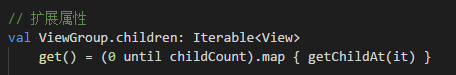 // 扩展属性
val ViewGroup.children: Iterable<View>
    get() = (0 until childCount).map { getChildAt(it) }